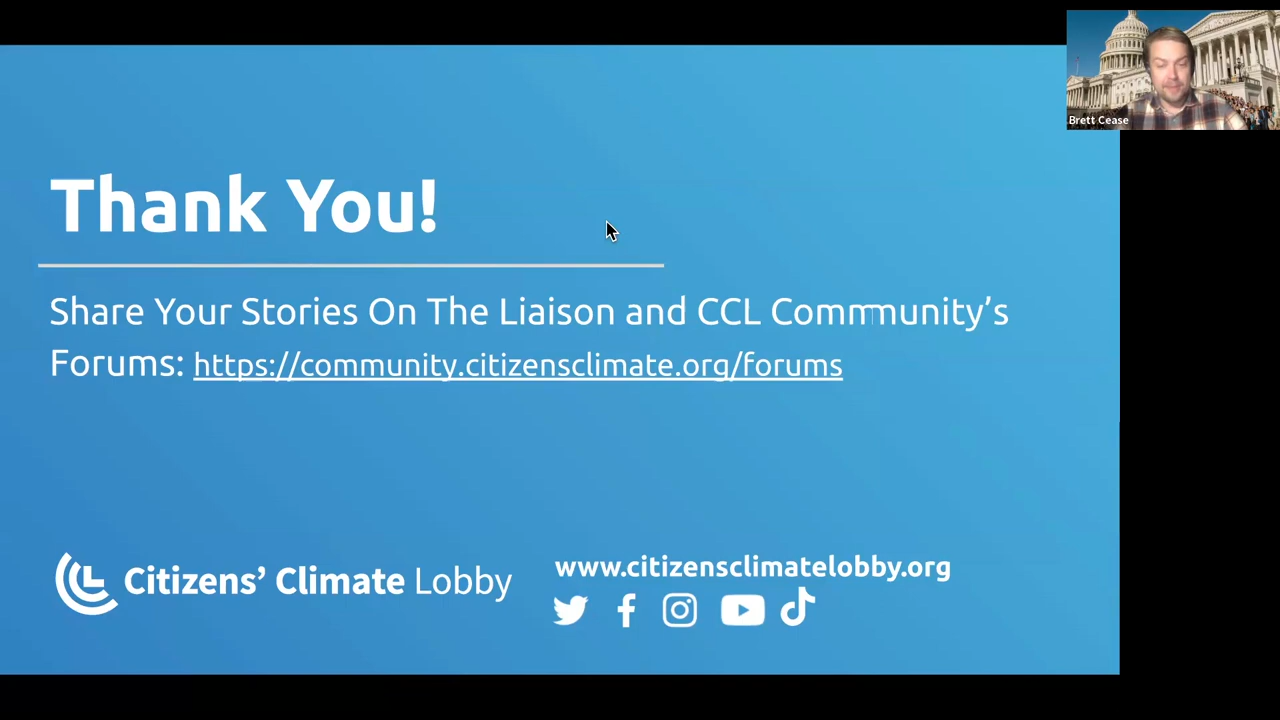 Brett Cease
Thank You!
Share Your Stories On The Liaison and CCL Community's
Forums: https://community.citizensclimate.org/forums
Citizens' Climate Lobby
www.citizensclimatelobby.org